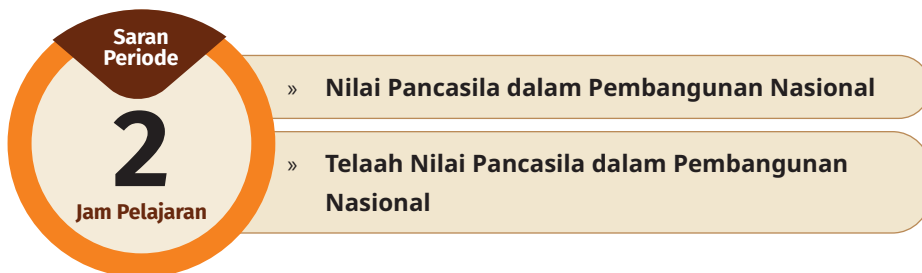 Saran
Periode
2
Jam Pelajaran
» Nilai Pancasila dalam Pembangunan Nasional
» Telaah Nilai Pancasila dalam Pembangunan
Nasional